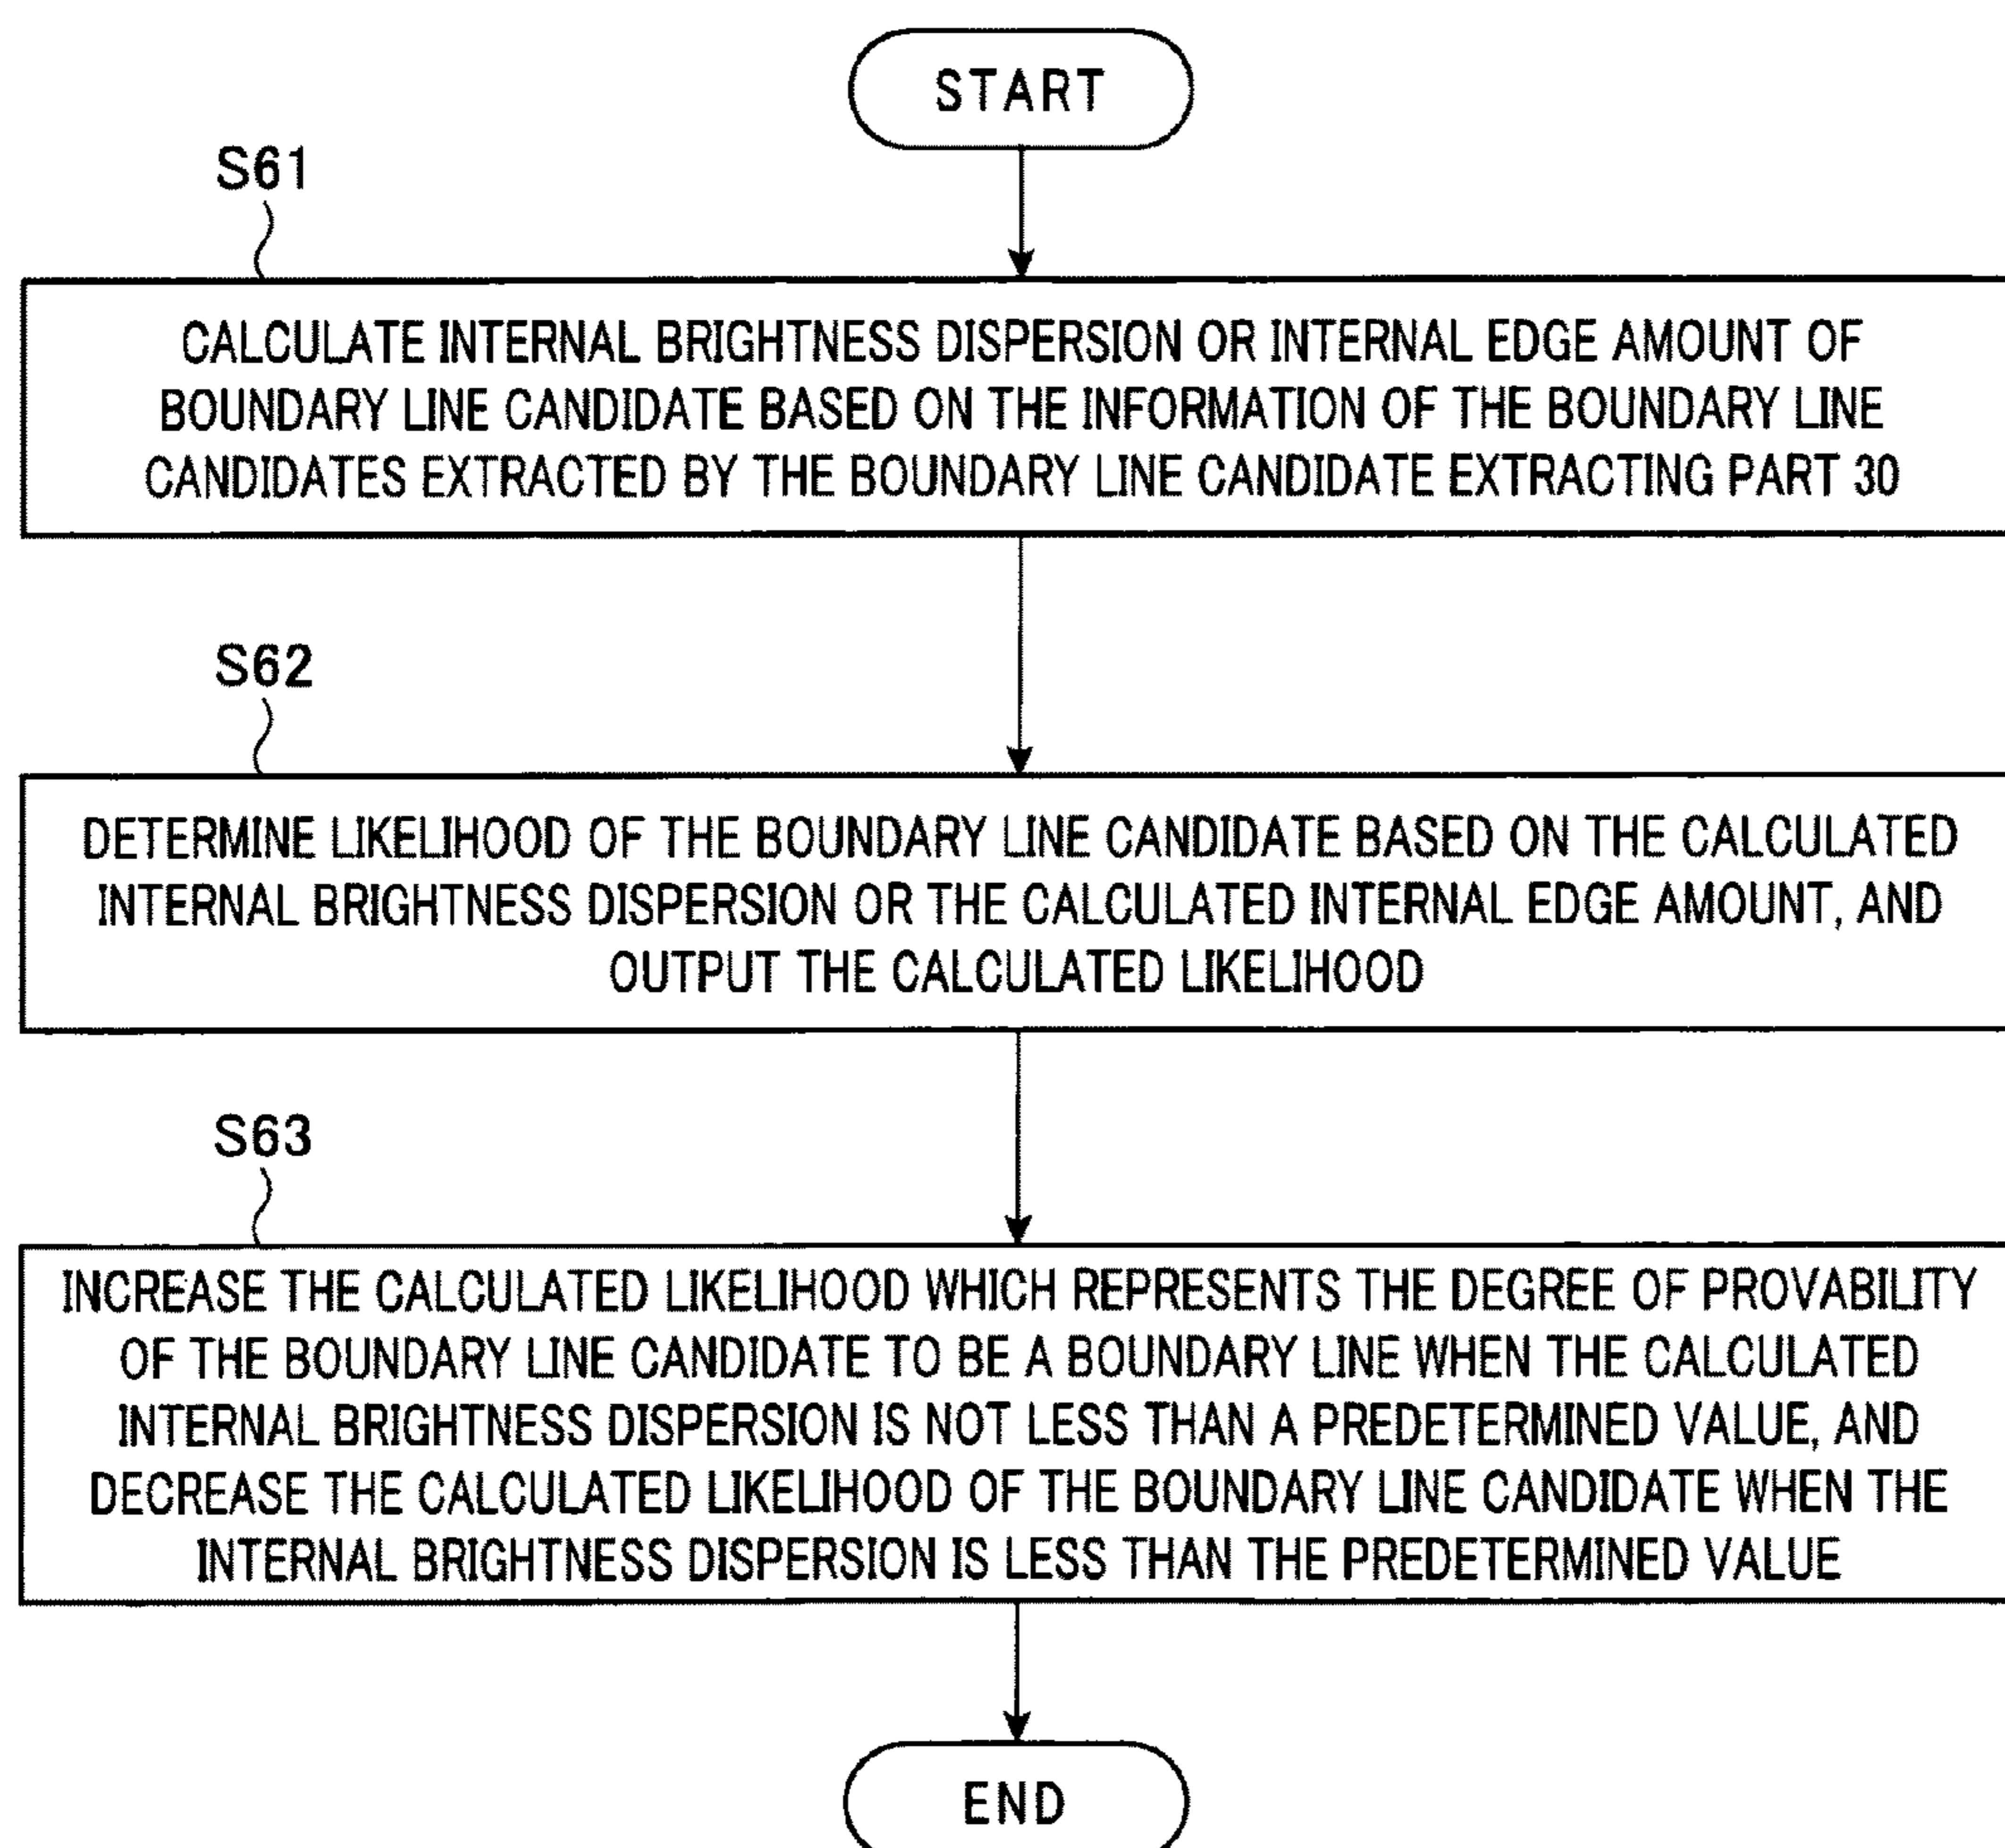 START
S61
CALCULATE INTERNAL BRIGHTNESS DISPERSION OR INTERNAL EDGE AMOUNT OF
BOUNDARY LINE CANDIDATE BASED ON THE INFORMATION OF THE BOUNDARY LINE
CANDIDATES EXTRACTED BY THE BOUNDARY LINE CANDIDATE EXTRACTING PART 30
S62
DETERMINE LIKELIHOOD OF THE BOUNDARY LINE CANDIDATE BASED ON THE CALCULATED
INTERNAL BRIGHTNESS DISPERSION OR THE CALCULATED INTERNAL EDGE AMOUNT, AND
OUTPUT THE CALCULATED LIKELIHOOD
S63
INCREASE THE CALCULATED LIKELIHOOD WHICH REPRESENTS THE DEGREE OF PROVABILITY
OF THE BOUNDARY LINE CANDIDATE TO BE A BOUNDARY LINE WHEN THE CALCULATED
INTERNAL BRIGHTNESS DISPERSION IS NOT LESS THAN A PREDETERMINED VALUE, AND
DECREASE THE CALCULATED LIKELIHOOD OF THE BOUNDARY LINE CANDIDATE WHEN THE
INTERNAL BRIGHTNESS DISPERSION IS LESS THAN THE PREDETERMINED VALUE
END